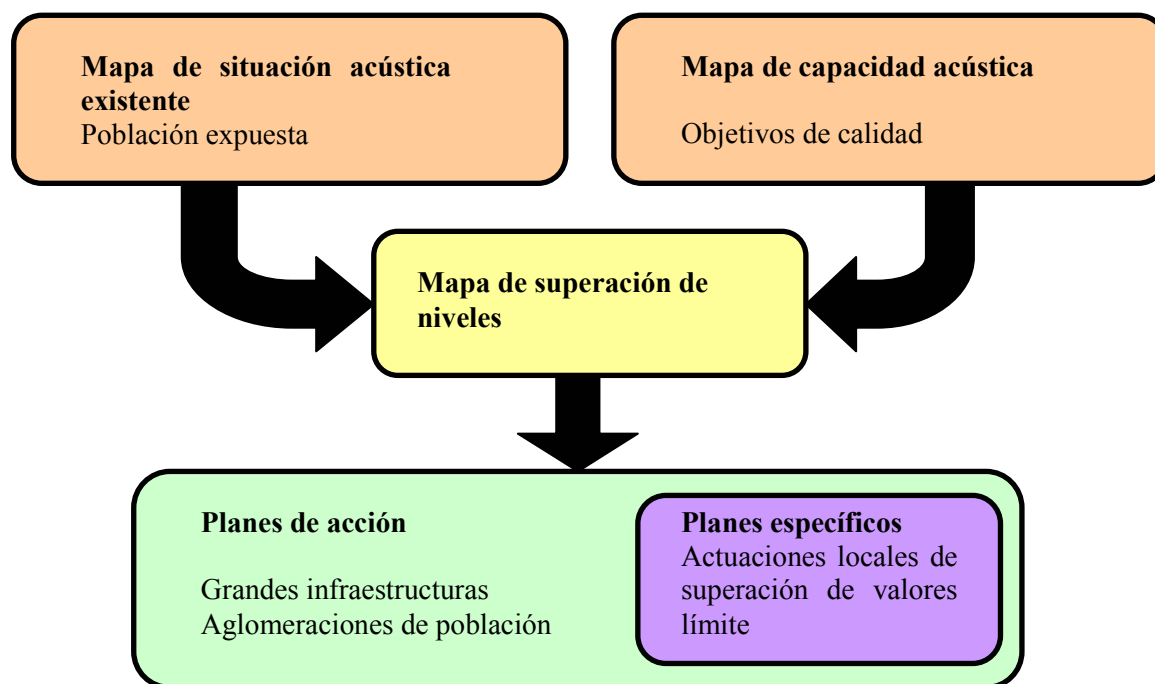 Mapa de situación acústica
existente
Población expuesta
Mapa de capacidad acústica
Objetivos de calidad
Mapa de superación de
niveles
Planes de acción
Grandes infraestructuras
Aglomeraciones de población
Planes específicos
Actuaciones locales de
superación de valores
límite